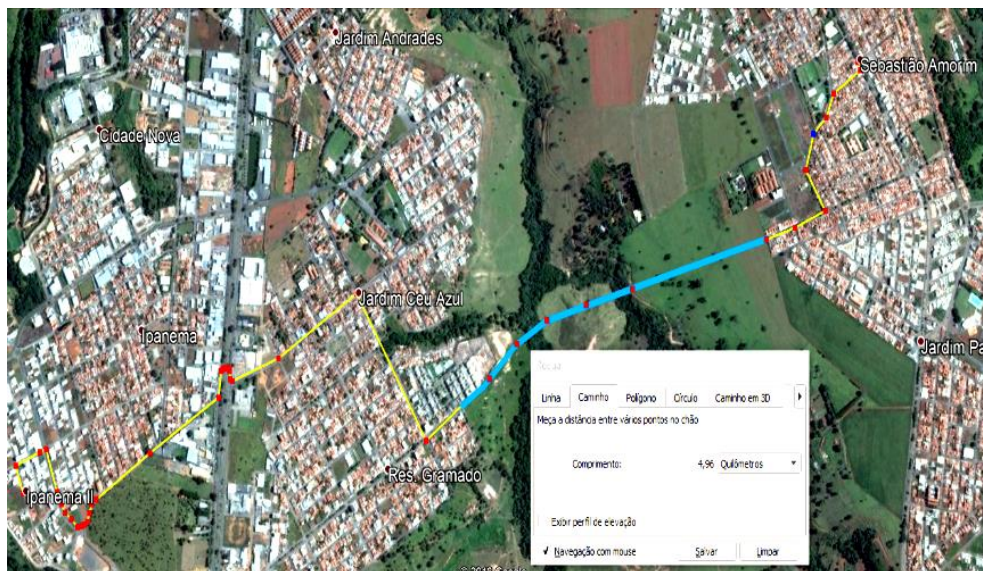 Jardim Andrades
Sebastião Amorim
Cidade Nova
Jardim Ceu Azul
Ipanema
Jardim Pa
Linha Caminho Polígono Círculo Caminho em 3D
Meça a distância entre vários pontos no chão
Res. Gramado
Comprimento: 4,96 Quilômetros
Ipanema II
Exibir perfil de elevação
Navegação com mouse Salvar Limpar